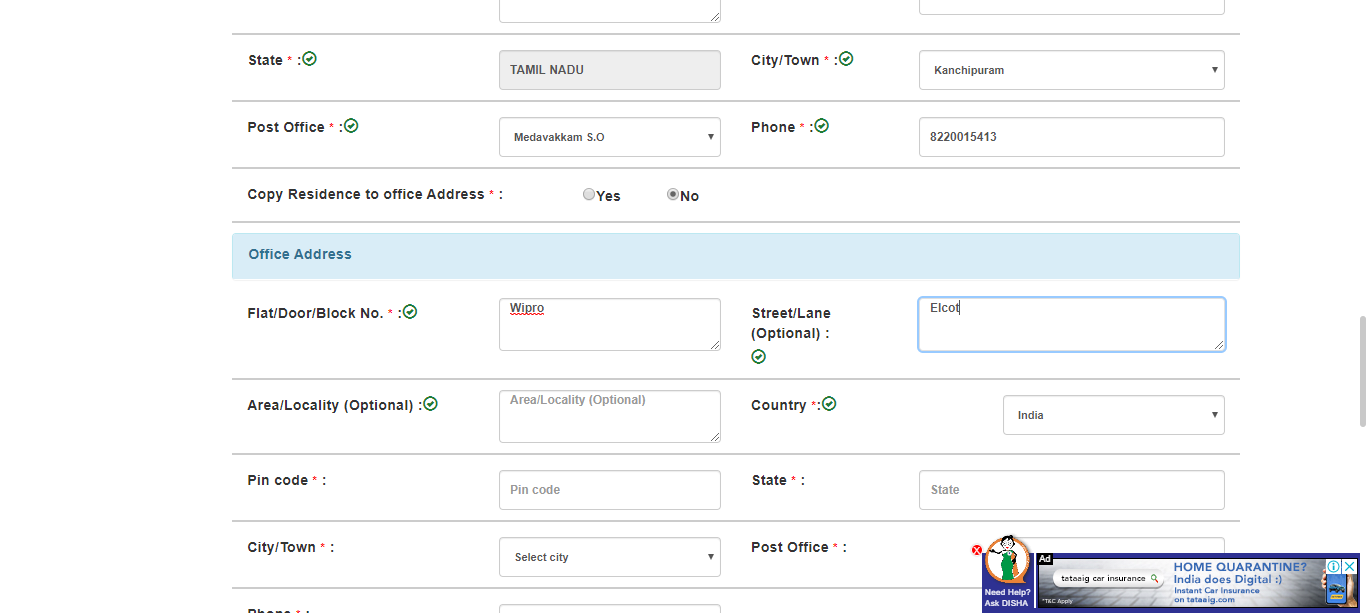 State * :
TAMIL NADU
City/Town * :
Kanchipuram
Post Office * :
Medavakkam S.O
Phone * :
8220015413
Copy Residence to office Address * :
Yes
No
Office Address
Flat/Door/Block No. * :
Wipro
Street/Lane
(Optional) :
Elcot
Area/Locality (Optional) :
Area/Locality (Optional)
Country *:
India
Pin code * :
Pin code
State * :
State
City/Town * :
Select city
Post Office * :
Phone * :
Need Help?
Ask DISHA
Ad
tataaig car insurance
*T&C Apply
HOME QUARANTINE?
India does Digital :)
Instant Car Insurance
on tataaig.com